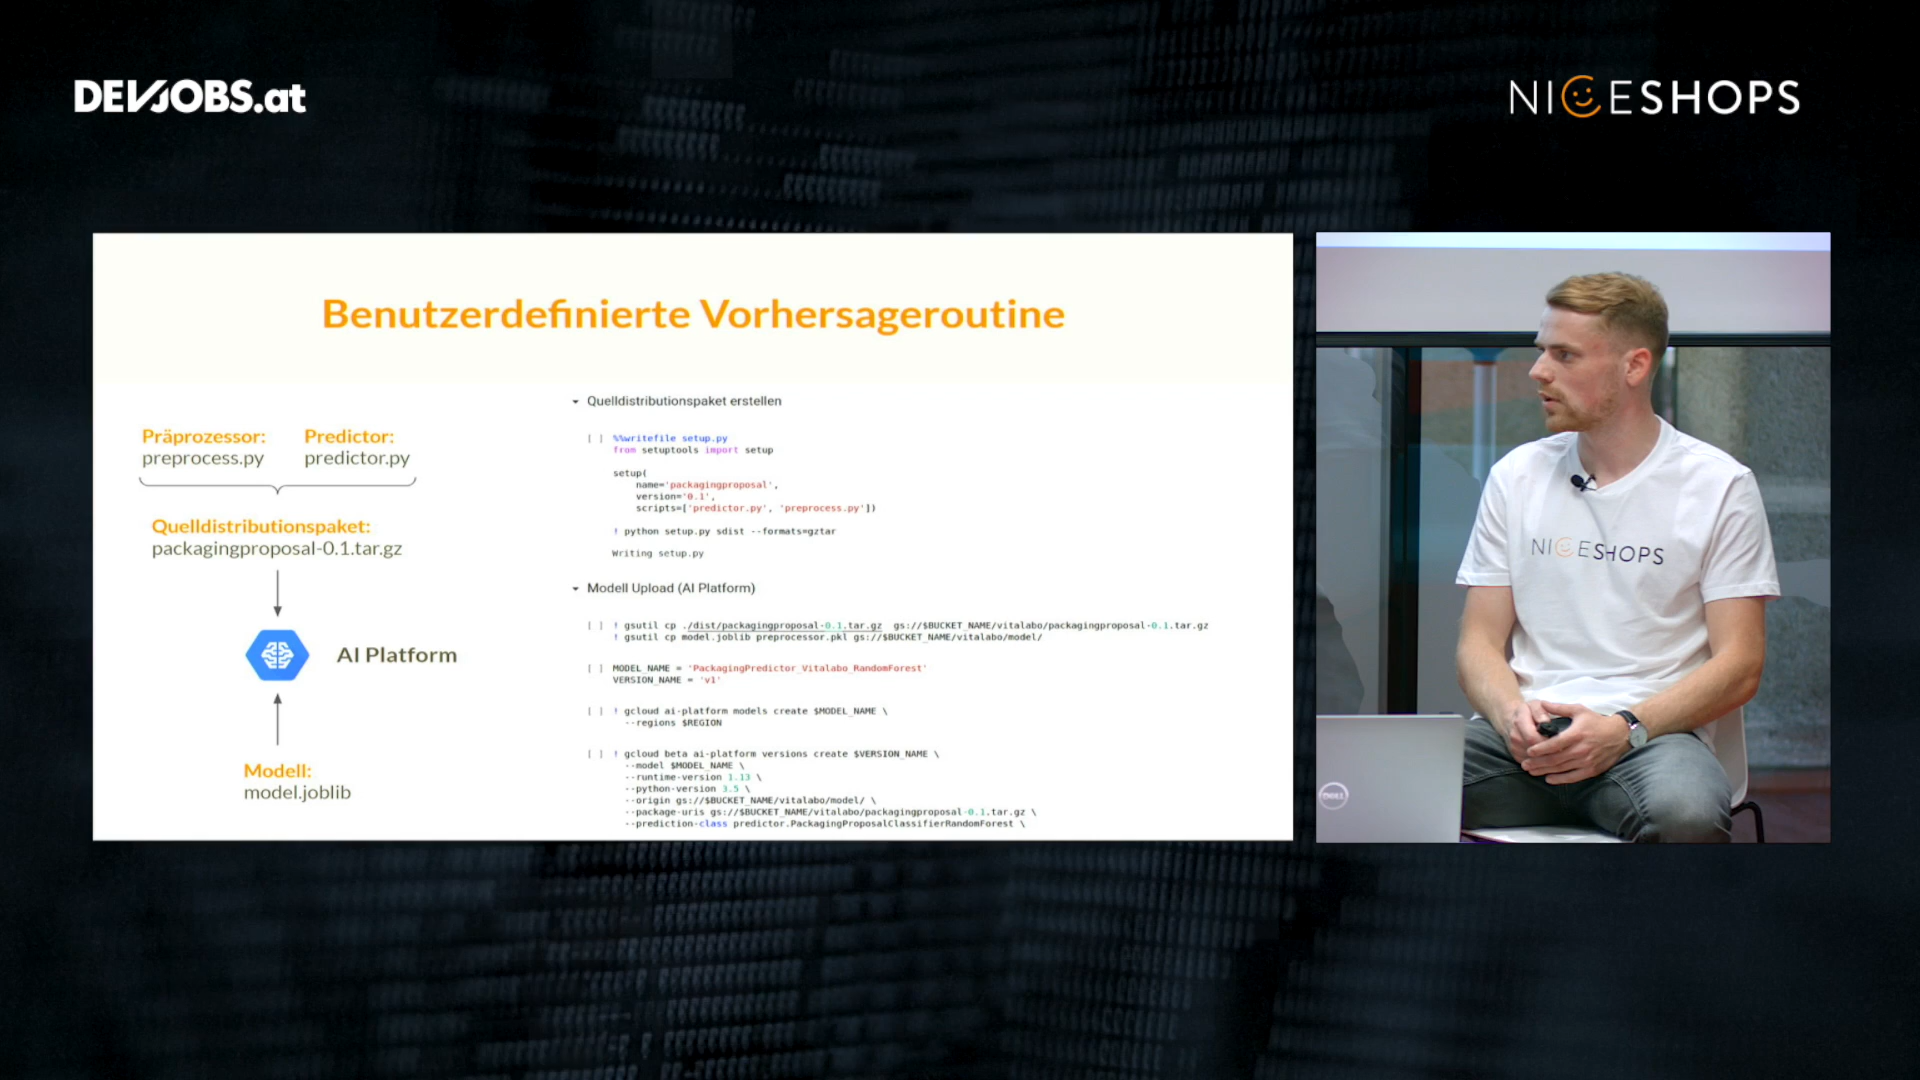 DEVJOBS.at
NICESHOPS
Benutzerdefinierte Vorhersageroutine
Präprozessor:
preprocess.py
Predictor:
predictor.py
Quelldistributionspaket:
packagingproposal-0.1.tar.gz
AI Platform
Modell:
model.joblib
Quelldistributionspaket erstellen
[ ] %%writefile setup.py
from setuptools import setup
setup(
name='packagingproposal',
version='0.1',
scripts=['predictor.py', 'preprocess.py'])
! python setup.py sdist --formats=gztar
Writing setup.py
Modell Upload (AI Platform)
[ ] ! gsutil cp ./dist/packagingproposal-0.1.tar.gz gs://$BUCKET_NAME/vitalabo/packagingproposal-0.1.tar.gz
! gsutil cp model.joblib preprocessor.pkl gs://$BUCKET_NAME/vitalabo/model/
[ ] MODEL_NAME = 'PackagingPredictor_Vitalabo_RandomForest'
VERSION_NAME = 'v1'
[ ] ! gcloud ai-platform models create $MODEL_NAME \
--regions $REGION
[ ] ! gcloud beta ai-platform versions create $VERSION_NAME \
--model $MODEL_NAME \
--runtime-version 1.13 \
--python-version 3.5 \
--origin gs://$BUCKET_NAME/vitalabo/model/ \
--package-uris gs://$BUCKET_NAME/vitalabo/packagingproposal-0.1.tar.gz \
--prediction-class predictor.PackagingProposalClassifierRandomForest \
NICESHOPS
DELL